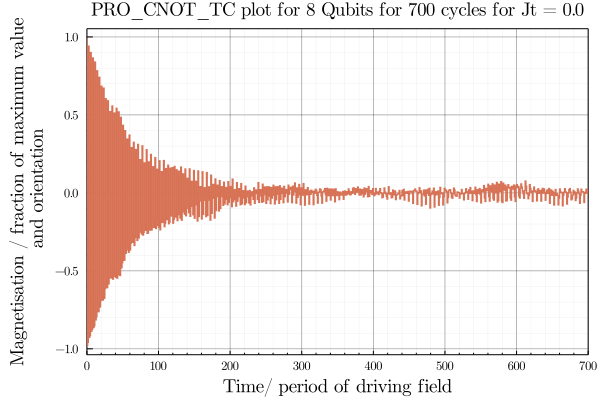 PRO_CNOT_TC plot for 8 Qubits for 700 cycles for Jt = 0.0
Magnetisation / fraction of maximum value
and orientation
1.0
0.5
0.0
−0.5
−1.0
0 100 200 300 400 500 600 700
Time/ period of driving field